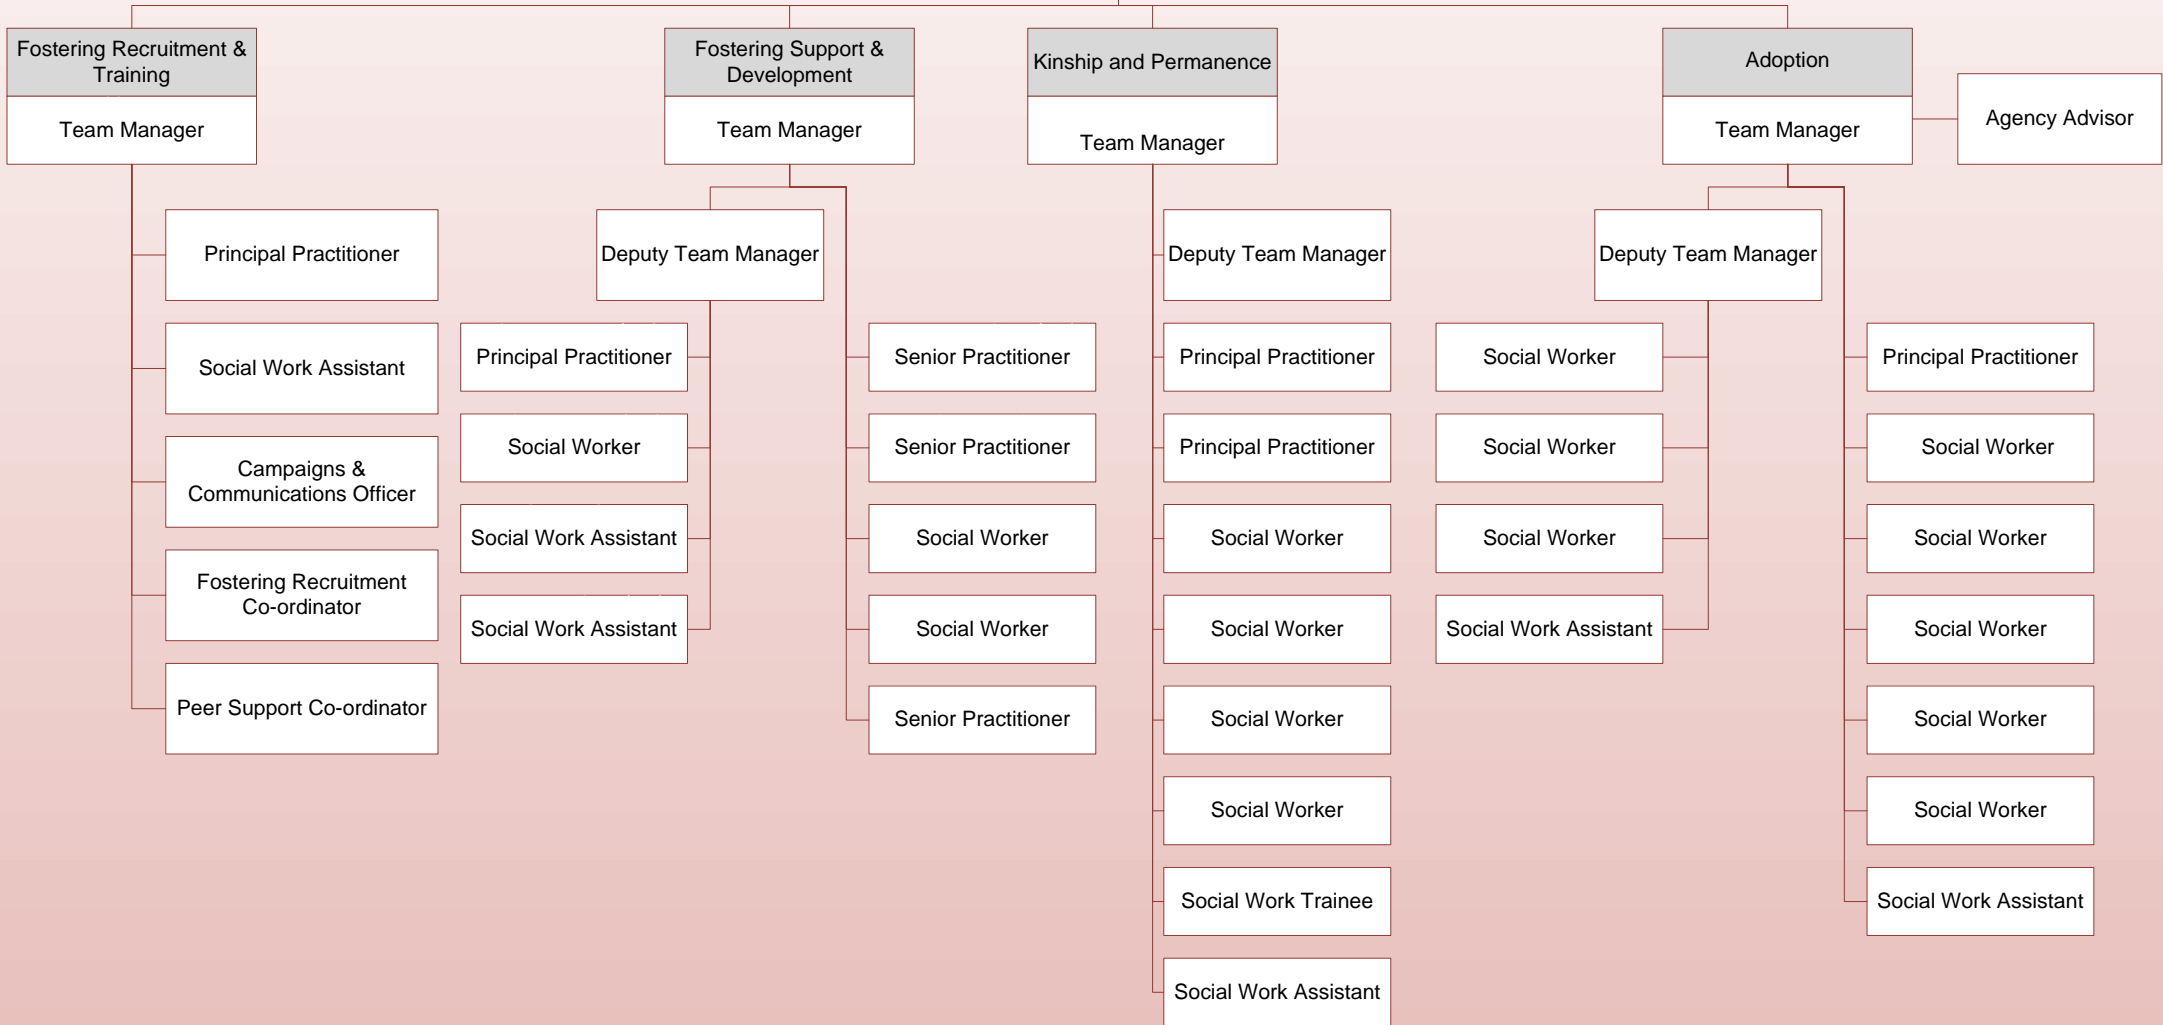 Fostering Recruitment &
Training
Team Manager
Principal Practitioner
Social Work Assistant
Campaigns &
Communications Officer
Fostering Recruitment
Co-ordinator
Peer Support Co-ordinator
Fostering Support &
Development
Team Manager
Deputy Team Manager
Principal Practitioner
Social Worker
Social Work Assistant
Social Work Assistant
Senior Practitioner
Senior Practitioner
Social Worker
Social Worker
Senior Practitioner
Kinship and Permanence
Team Manager
Deputy Team Manager
Principal Practitioner
Principal Practitioner
Social Worker
Social Worker
Social Worker
Social Worker
Social Work Trainee
Social Work Assistant
Adoption
Team Manager
Agency Advisor
Deputy Team Manager
Social Worker
Social Worker
Social Worker
Social Work Assistant
Principal Practitioner
Social Worker
Social Worker
Social Worker
Social Worker
Social Worker
Social Work Assistant